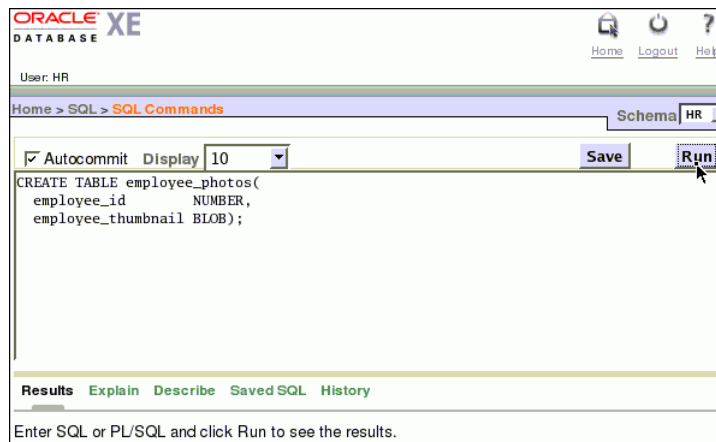 ORACLE XE
DATABASE
Home Logout
User: HR
Home > SQL > SQL Commands
Schema HR
Autocommit Display 10 Save Run
CREATE TABLE employee_photos(
employee_id NUMBER,
employee_thumbnail BLOB);
Results Explain Describe Saved SQL History
Enter SQL or PL/SQL and click Run to see the results.